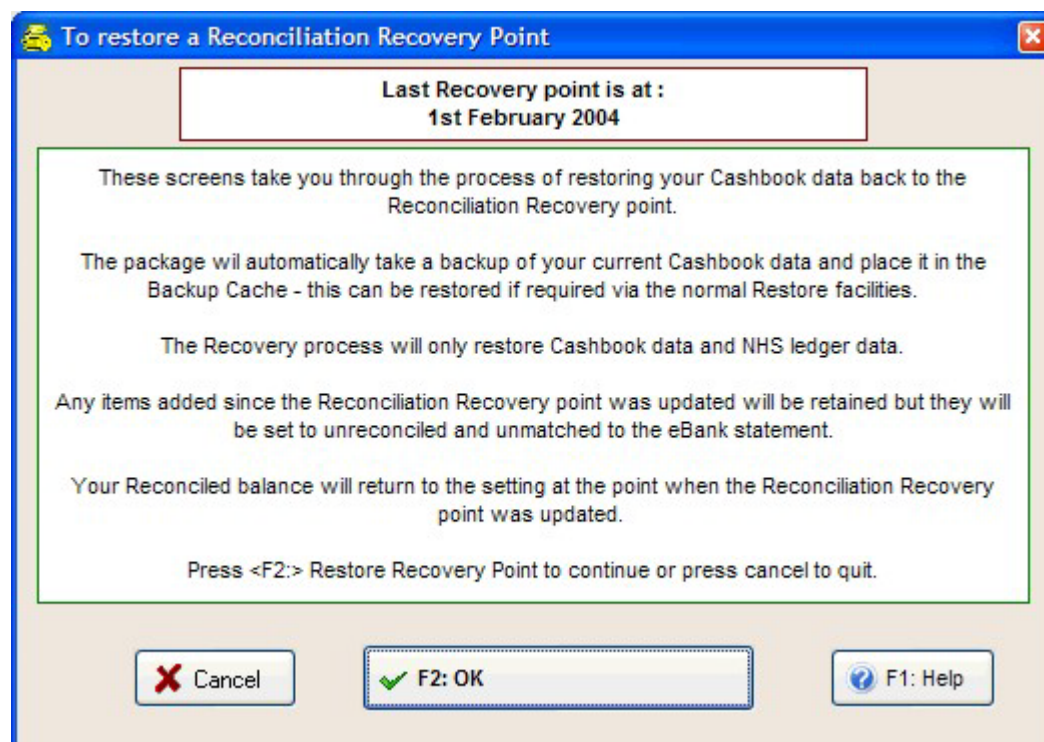 To restore a Reconciliation Recovery Point
Last Recovery point is at :
1st February 2004
These screens take you through the process of restoring your Cashbook data back to the
Reconciliation Recovery point.
The package wil automatically take a backup of your current Cashbook data and place it in the
Backup Cache - this can be restored if required via the normal Restore facilities.
The Recovery process will only restore Cashbook data and NHS ledger data.
Any items added since the Reconciliation Recovery point was updated will be retained but they will
be set to unreconciled and unmatched to the eBank statement.
Your Reconciled balance will return to the setting at the point when the Reconciliation Recovery
point was updated.
Press <F2:> Restore Recovery Point to continue or press cancel to quit.
Cancel
F2: OK
F1: Help